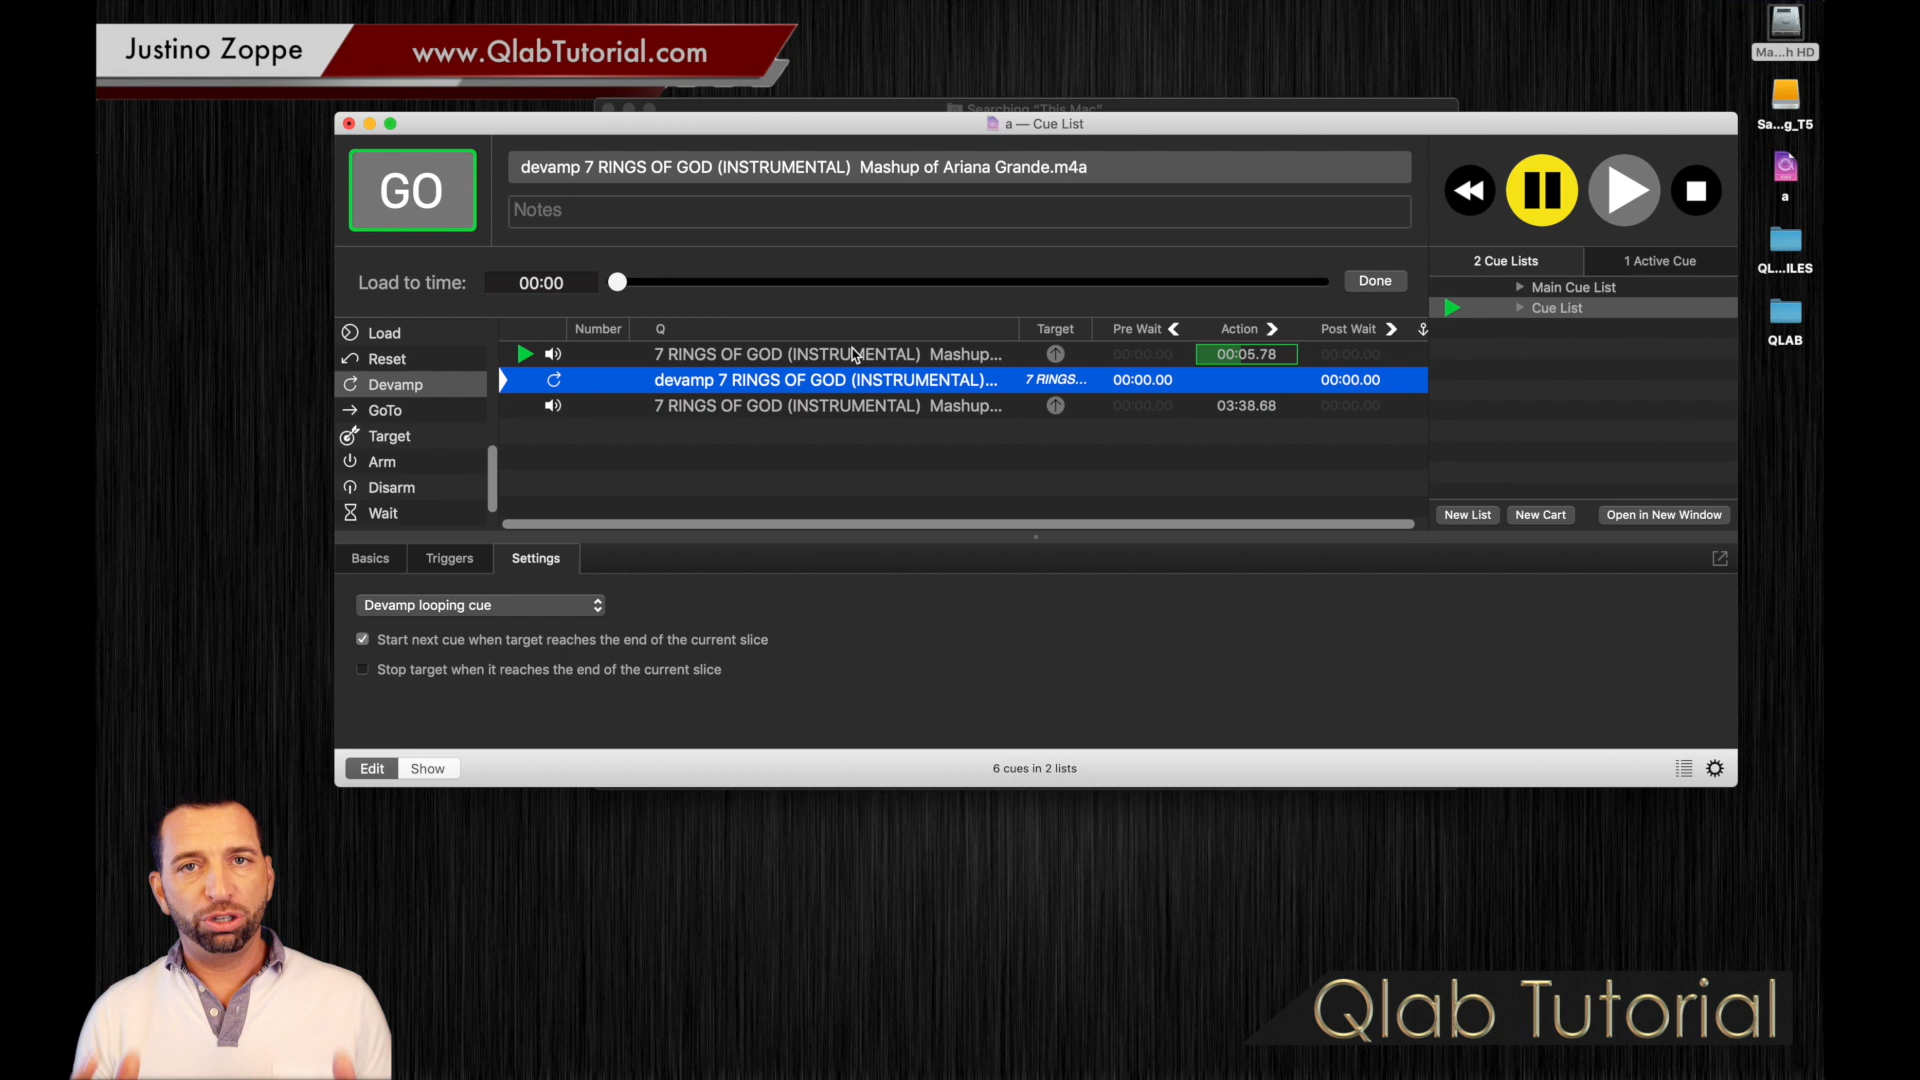 Justino Zoppe
www.QlabTutorial.com
Ma...h HD
Sa...g_T5
a
QL...ILES
QLAB
Searching "This Mac"
a — Cue List
GO
devamp 7 RINGS OF GOD (INSTRUMENTAL) Mashup of Ariana Grande.m4a
Notes
Load to time:
00:00
Done
2 Cue Lists
1 Active Cue
Main Cue List
Cue List
New List
New Cart
Open in New Window
Load
Reset
Devamp
GoTo
Target
Arm
Disarm
Wait
Number Q Target Pre Wait Action Post Wait
7 RINGS OF GOD (INSTRUMENTAL) Mashup... 00:00.00 00:05.78 00:00.00
devamp 7 RINGS OF GOD (INSTRUMENTAL)... 7 RINGS... 00:00.00 00:00.00
7 RINGS OF GOD (INSTRUMENTAL) Mashup... 00:00.00 03:38.68 00:00.00
Basics Triggers Settings
Devamp looping cue
Start next cue when target reaches the end of the current slice
Stop target when it reaches the end of the current slice
Edit Show
6 cues in 2 lists
Qlab Tutorial